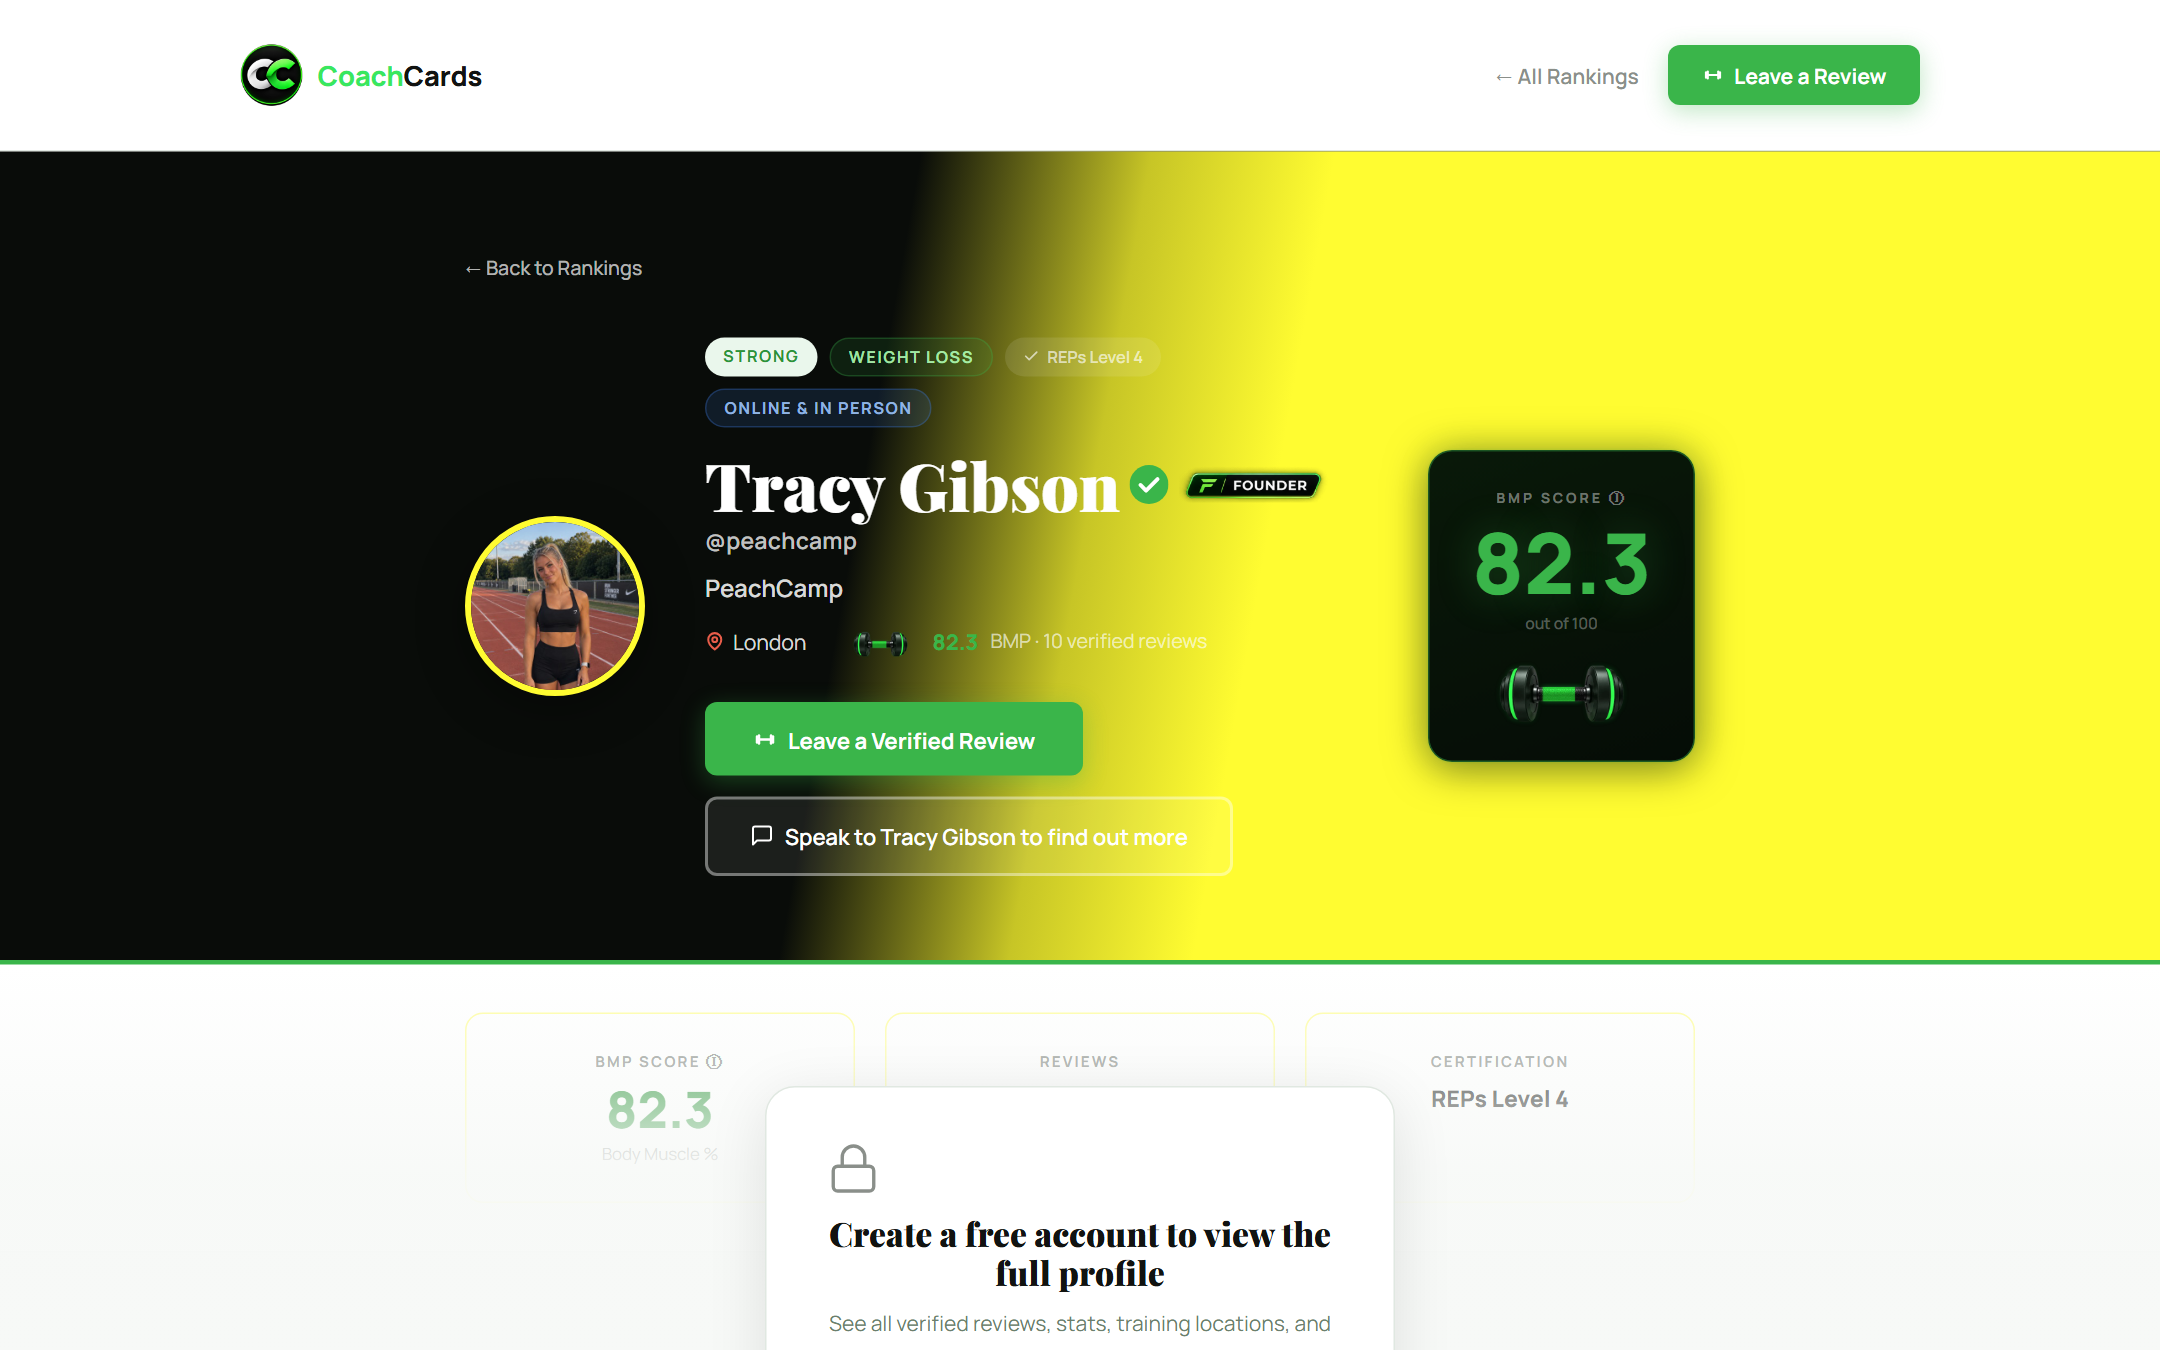 CoachCards
← All Rankings
Leave a Review
← Back to Rankings
STRONG
WEIGHT LOSS
✓ REPs Level 4
ONLINE & IN PERSON
Tracy Gibson
FOUNDER
@peachcamp
PeachCamp
London
82.3 BMP · 10 verified reviews
Leave a Verified Review
Speak to Tracy Gibson to find out more
BMP SCORE ⓘ
82.3
out of 100
BMP SCORE ⓘ
82.3
Body Muscle %
REVIEWS
CERTIFICATION
REPs Level 4
Create a free account to view the
full profile
See all verified reviews, stats, training locations, and